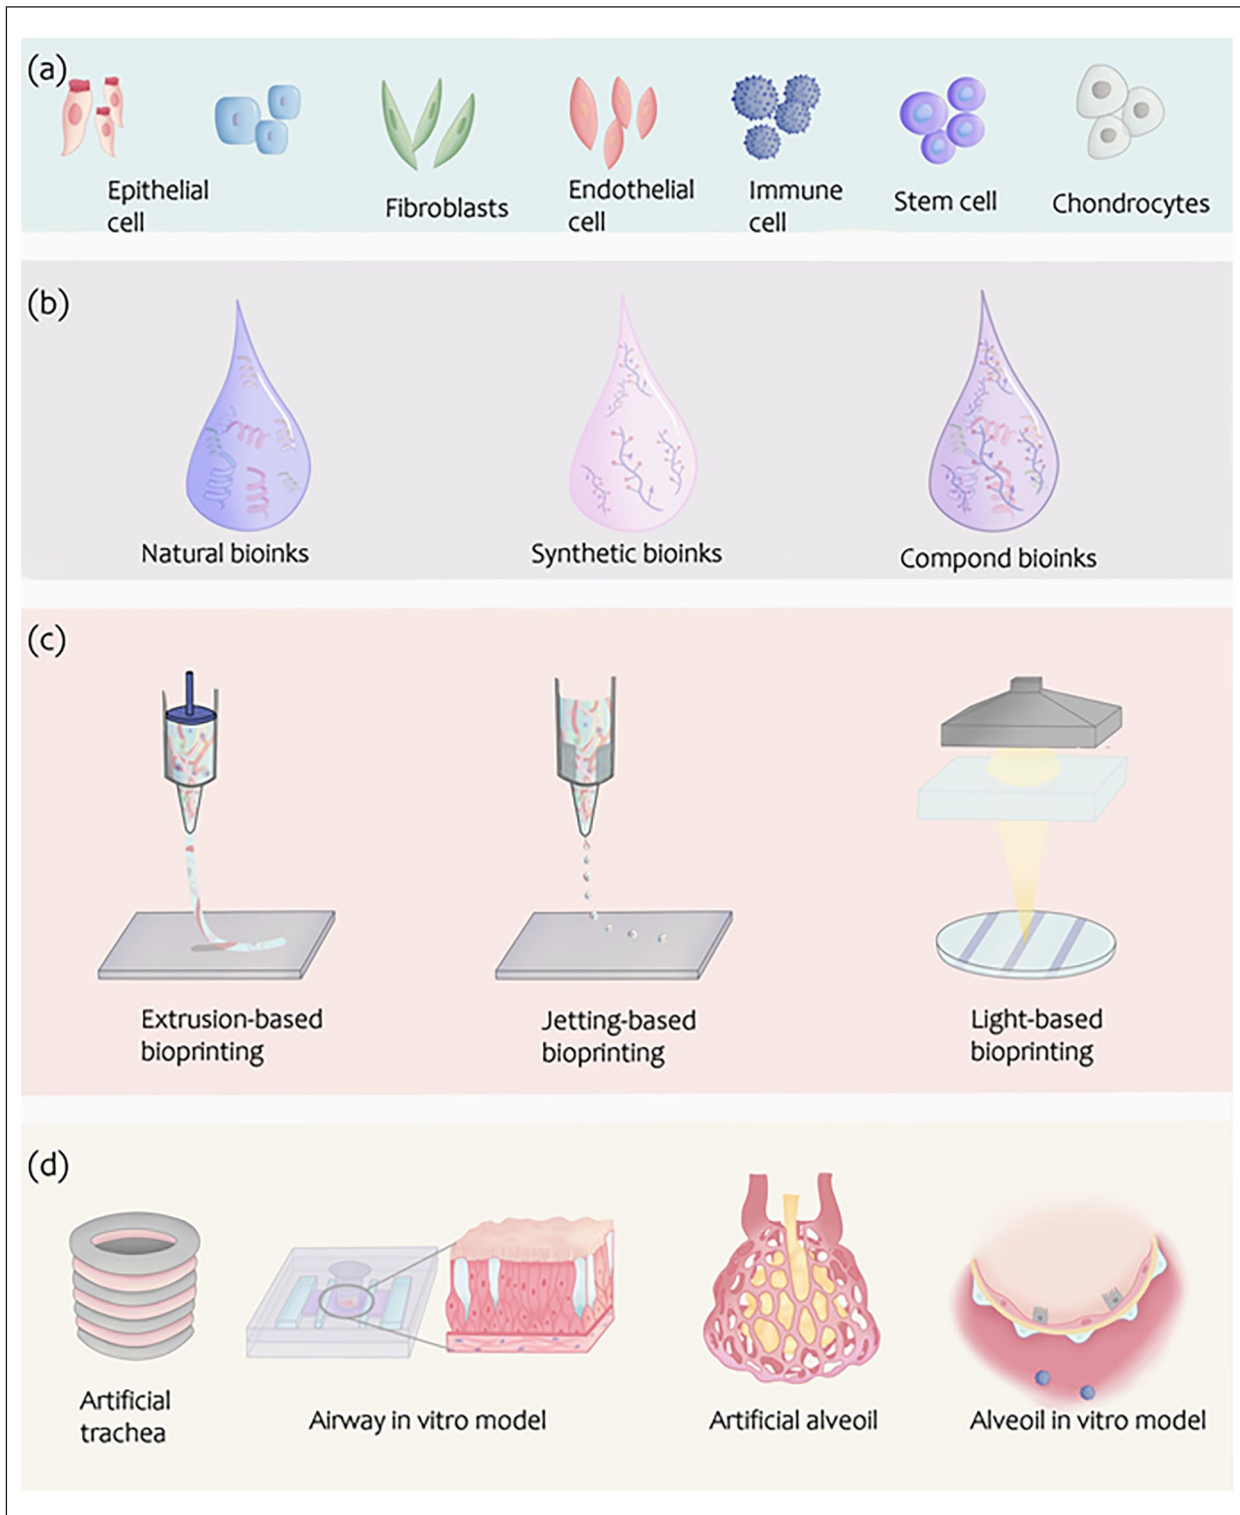 (a)
Epithelial
cell
Fibroblasts
Endothelial
cell
Immune
cell
Stem cell
Chondrocytes
(b)
Natural bioinks
Synthetic bioinks
Compond bioinks
(c)
Extrusion-based
bioprinting
Jetting-based
bioprinting
Light-based
bioprinting
(d)
Artificial
trachea
Airway in vitro model
Artificial alveoil
Alveoil in vitro model